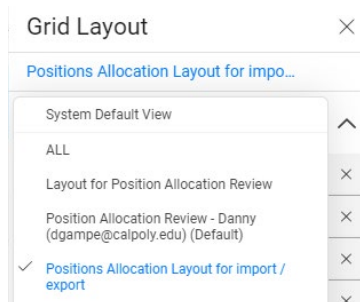 Grid Layout
Positions Allocation Layout for impo...
System Default View
ALL
Layout for Position Allocation Review
Position Allocation Review - Danny
(dgampe@calpoly.edu) (Default)
Positions Allocation Layout for import /
export